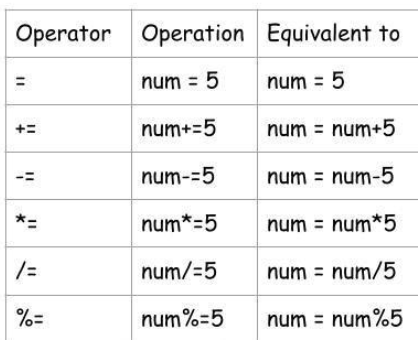 Operator Operation Equivalent to
= num = 5 num = 5
+= num+=5 num = num+5
-= num-=5 num = num-5
*= num*=5 num = num*5
/= num/=5 num = num/5
%= num%=5 num = num%5